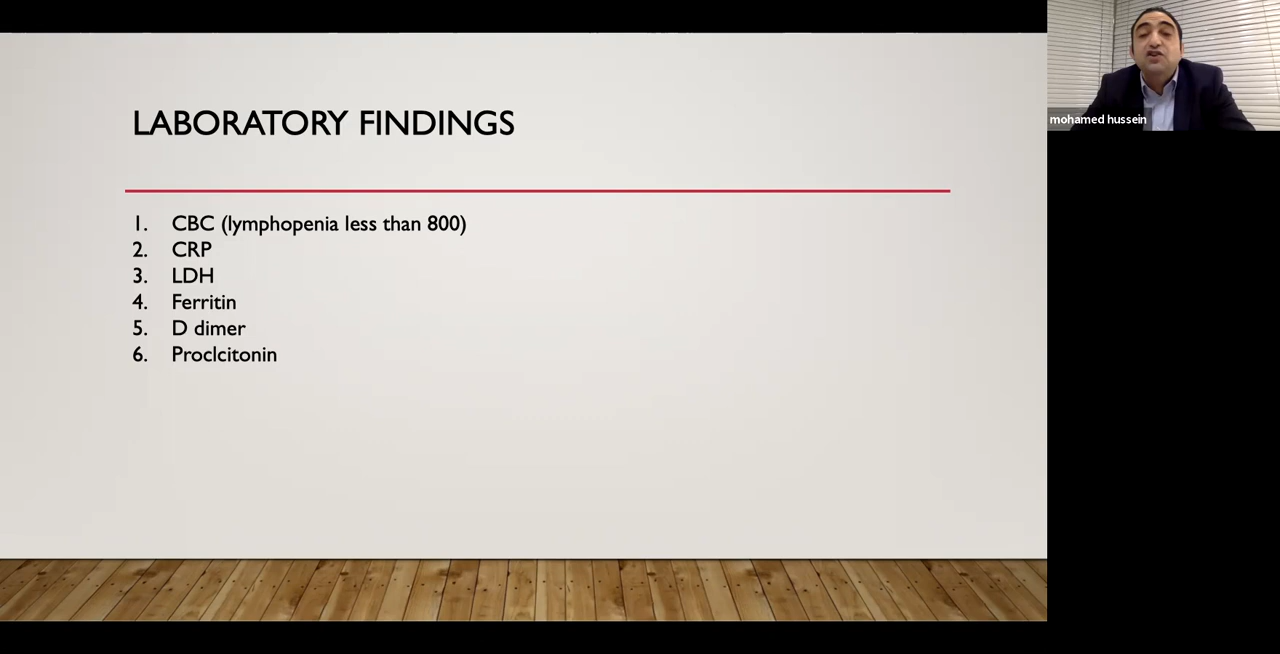 LABORATORY FINDINGS
1. CBC (lymphopenia less than 800)
2. CRP
3. LDH
4. Ferritin
5. D dimer
6. Proclcitonin
mohamed hussein